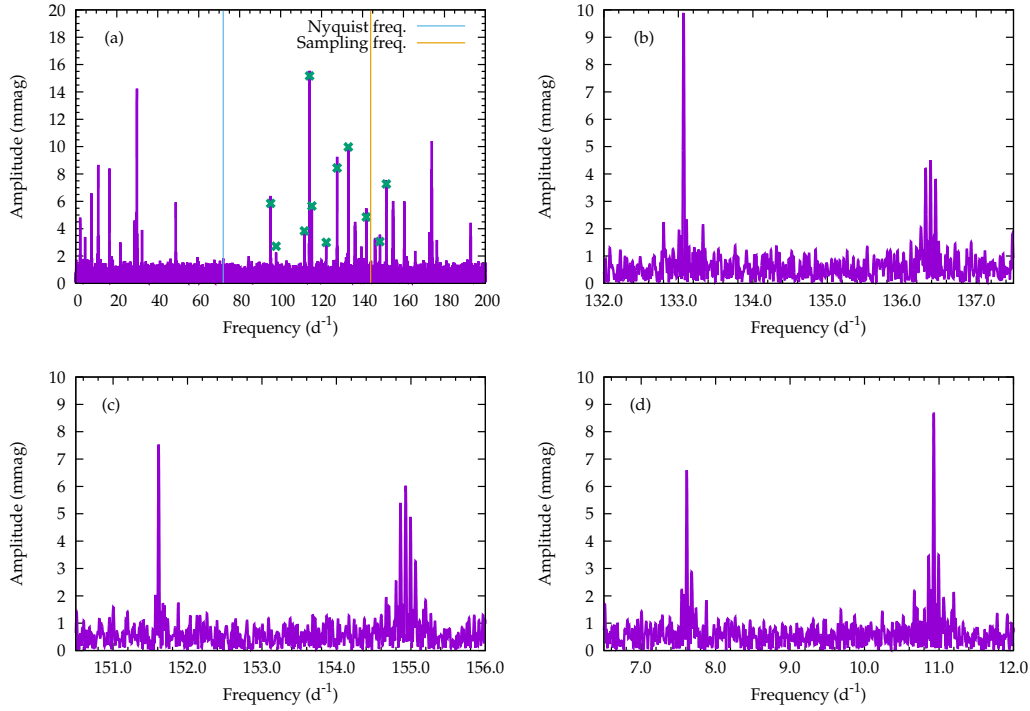 (a)
Nyquist freq.
Sampling freq.
Amplitude (mmag)
20
18
16
14
12
10
8
6
4
2
0
0 20 40 60 80 100 120 140 160 180 200
Frequency (d⁻¹)
(b)
Amplitude (mmag)
10
9
8
7
6
5
4
3
2
1
0
132.0 133.0 134.0 135.0 136.0 137.0
Frequency (d⁻¹)
(c)
Amplitude (mmag)
10
9
8
7
6
5
4
3
2
1
0
151.0 152.0 153.0 154.0 155.0 156.0
Frequency (d⁻¹)
(d)
Amplitude (mmag)
10
9
8
7
6
5
4
3
2
1
0
7.0 8.0 9.0 10.0 11.0 12.0
Frequency (d⁻¹)